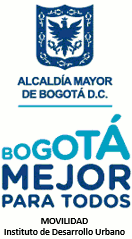 ALCALDÍA MAYOR
DE BOGOTÁ D.C.
BOGOTÁ
MEJOR
PARA TODOS
MOVILIDAD
Instituto de Desarrollo Urbano